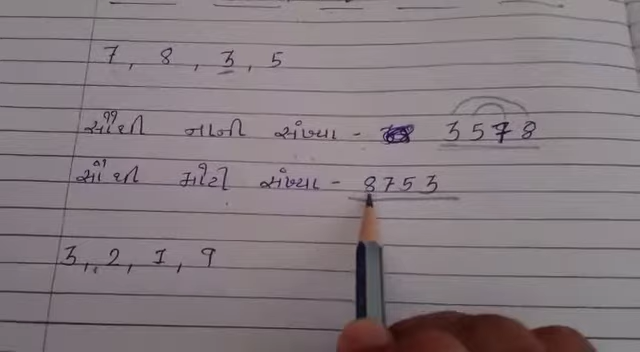 7, 8, 3, 5
સૌથી નાની સંખ્યા - 3578
સૌથી મોટી સંખ્યા - 8753
3, 2, 1, 9